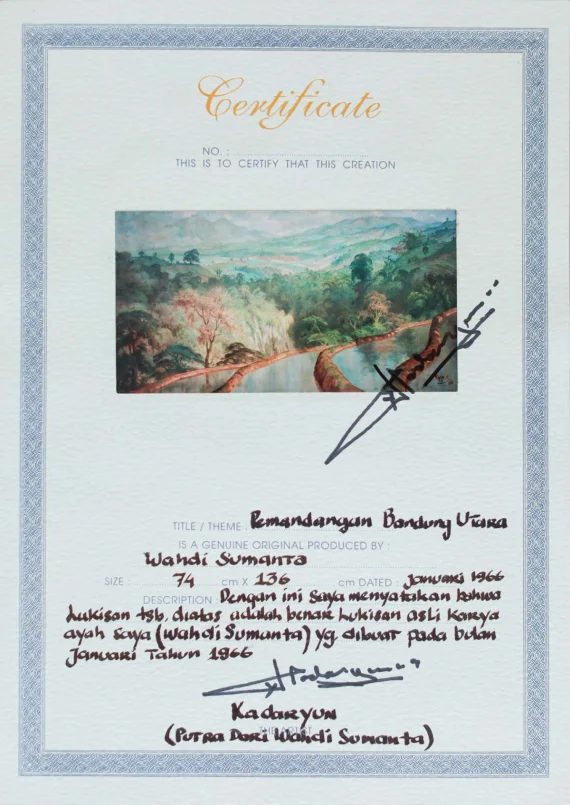 Certificate
NO. :
THIS IS TO CERTIFY THAT THIS CREATION
TITLE / THEME : Pemandangan Bandung Utara
IS A GENUINE ORIGINAL PRODUCED BY :
Wahdi Sumanta
SIZE : 74 cm X 136 cm DATED : Januari 1966
DESCRIPTION : Dengan ini saya menyatakan bahwa
Lukisan tsb. diatas adalah benar Lukisan asli Karya
ayah saya (Wahdi Sumanta) yg. dibuat pada bulan
Januari Tahun 1966
Kadaryun
(Putra Dari Wahdi Sumanta)